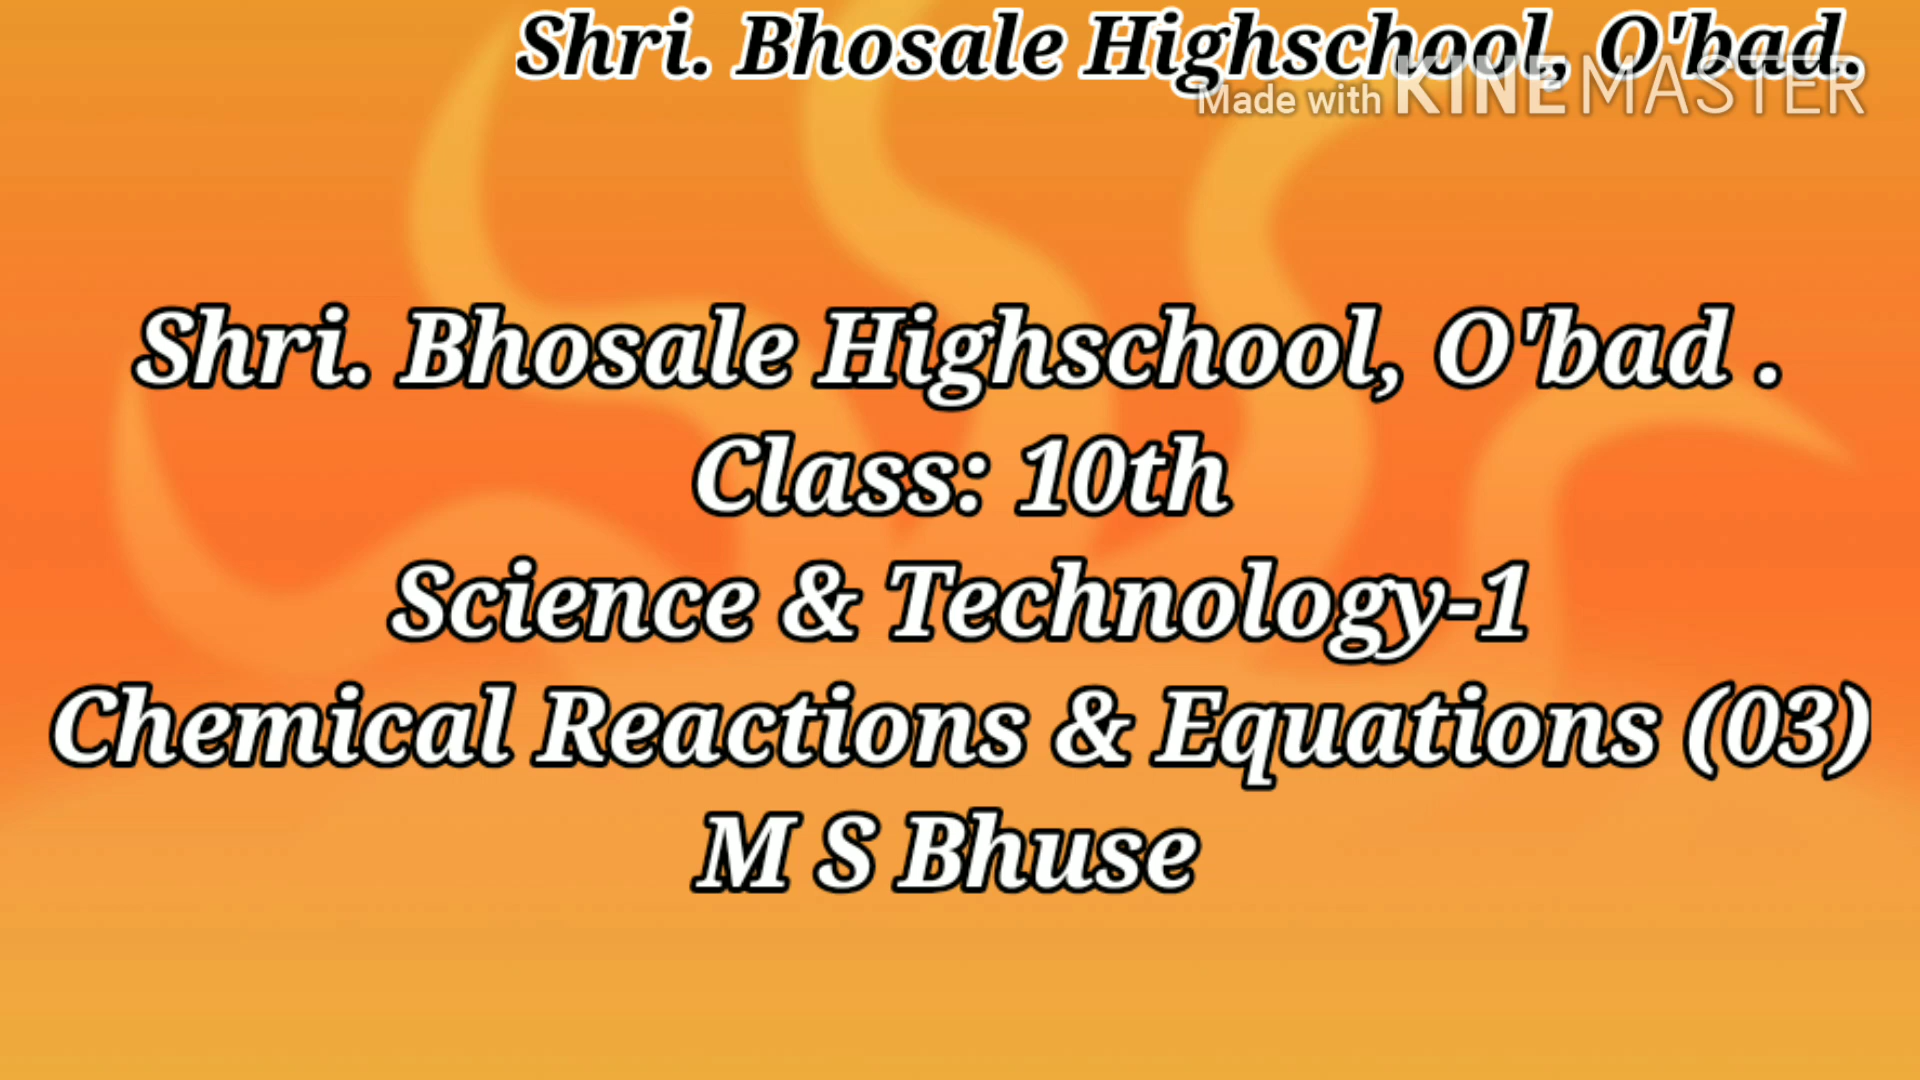 Shri. Bhosale Highschool, O'bad.
Made with KINEMASTER
Shri. Bhosale Highschool, O'bad .
Class: 10th
Science & Technology-1
Chemical Reactions & Equations (03)
M S Bhuse